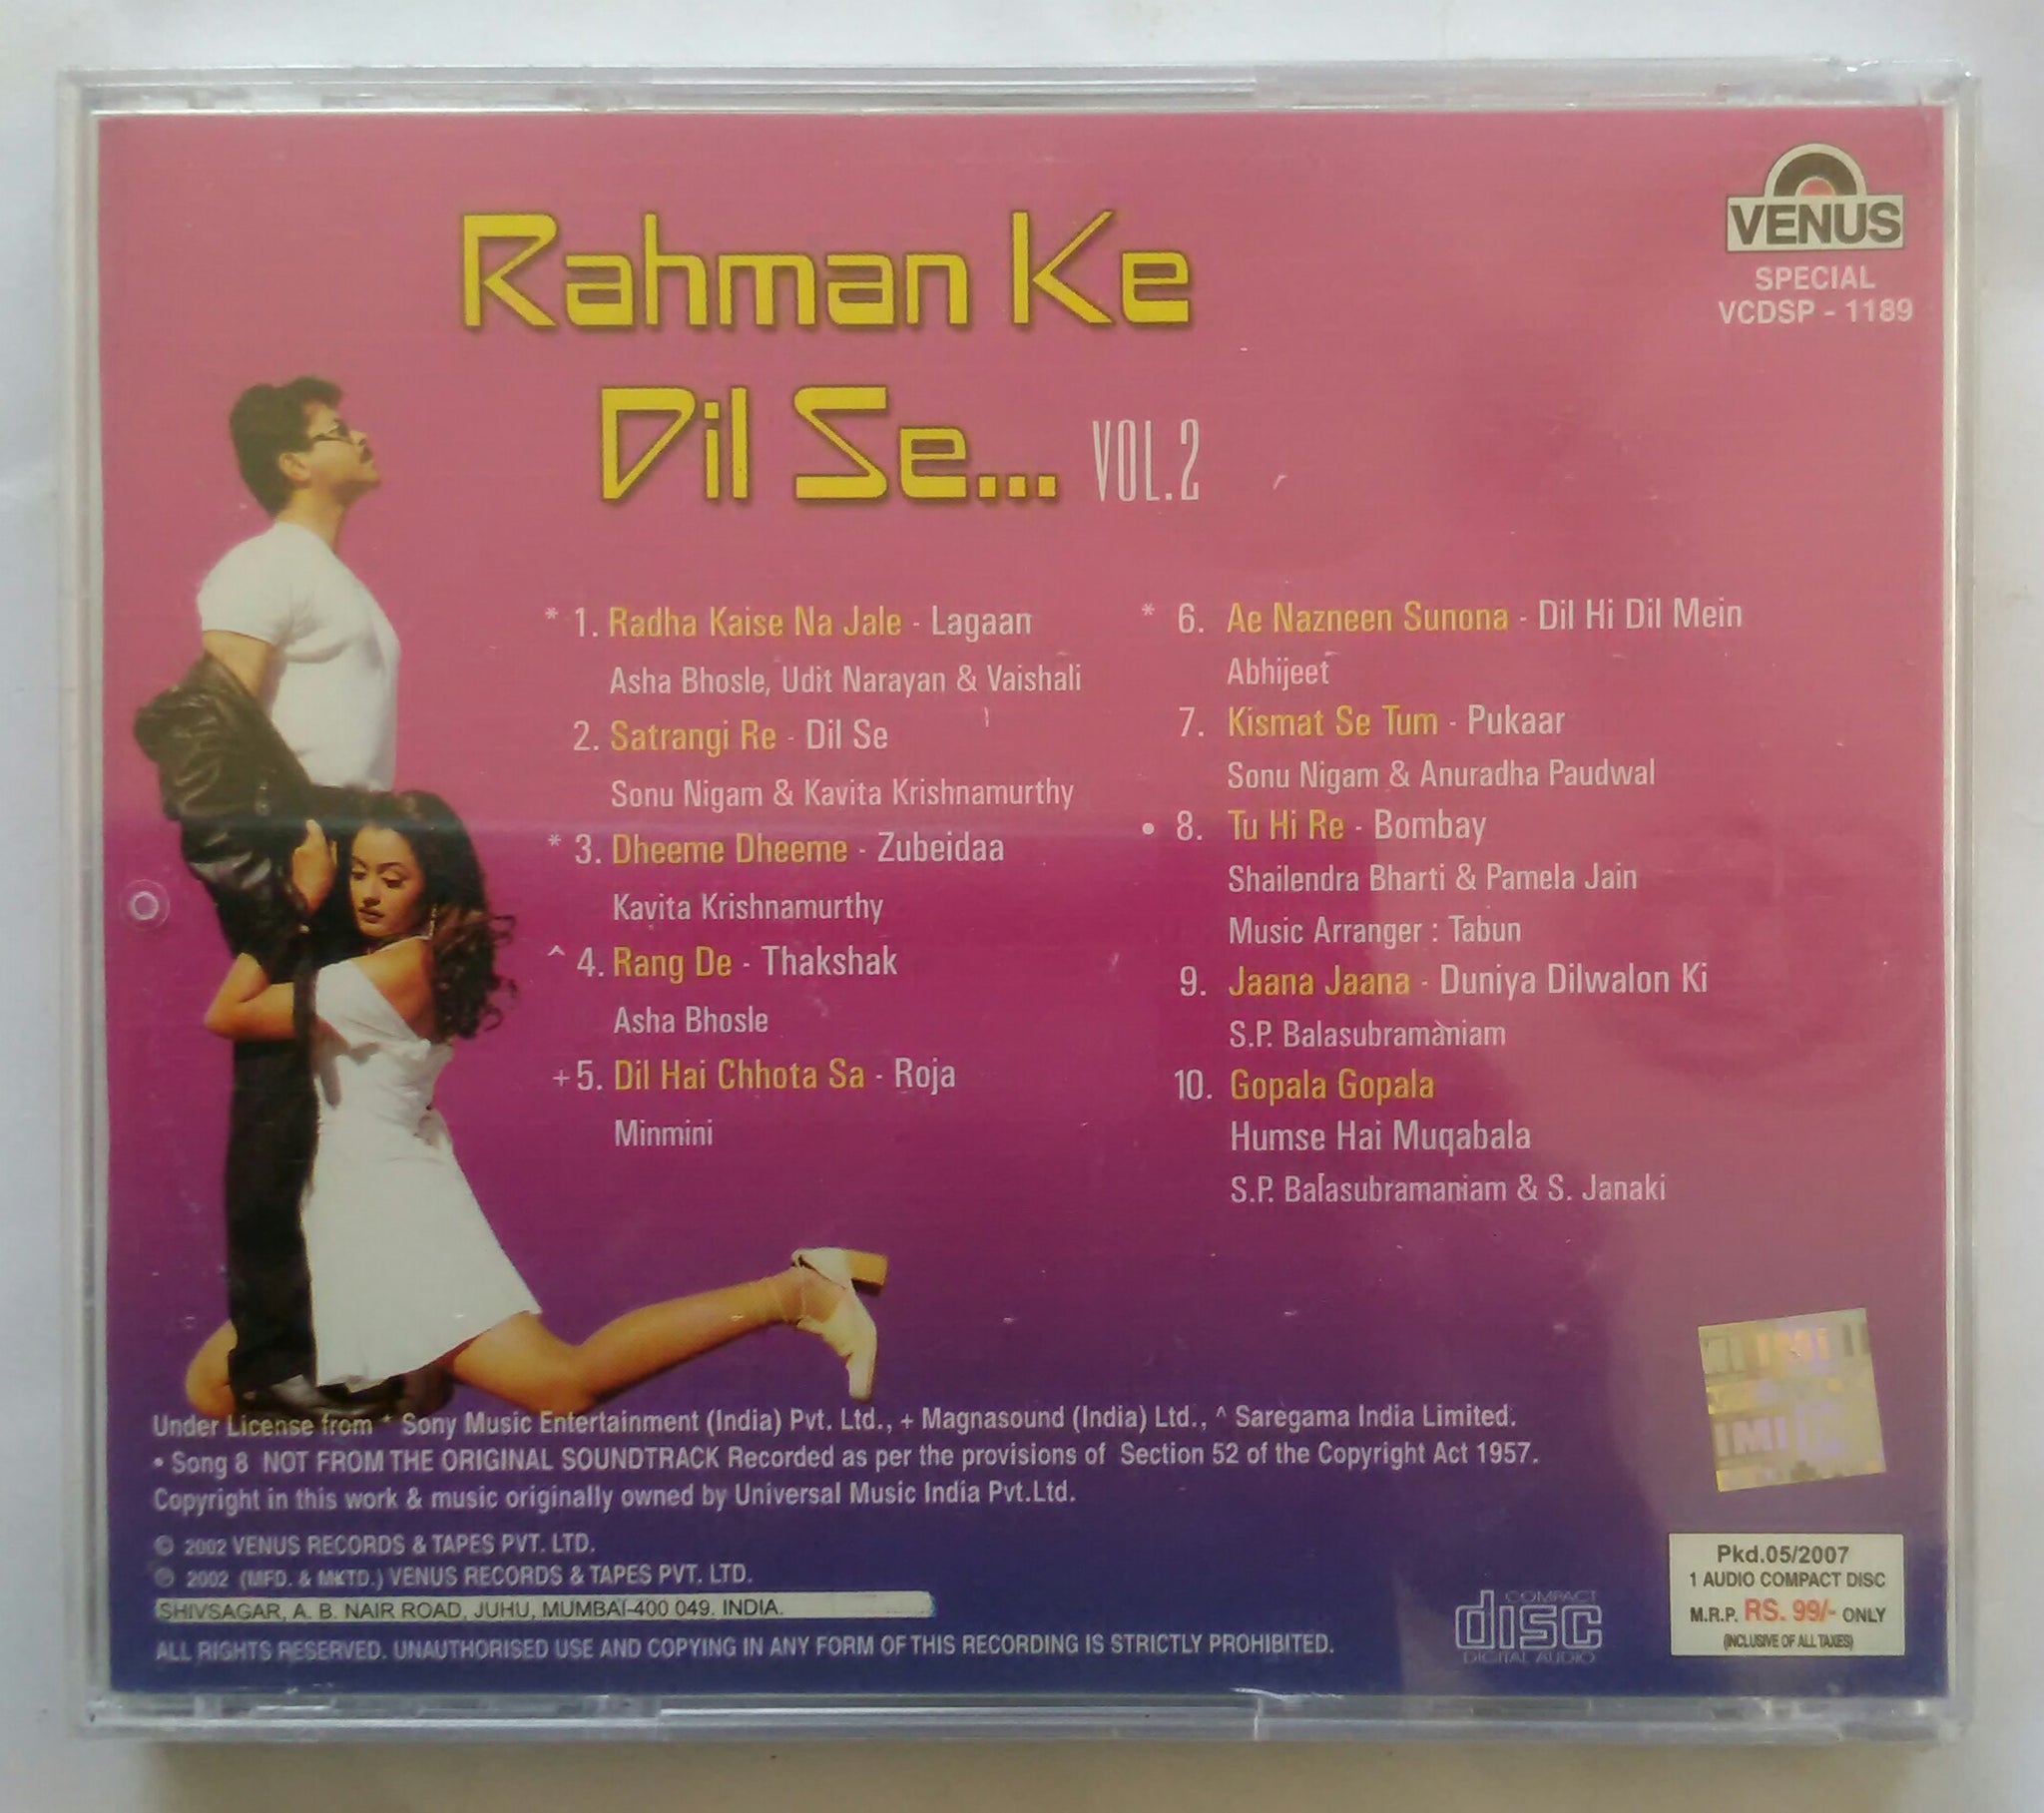 VENUS
SPECIAL
VCDSP - 1189
Rahman Ke
Dil Se... VOL.2
* 1. Radha Kaise Na Jale - Lagaan
Asha Bhosle, Udit Narayan & Vaishali
2. Satrangi Re - Dil Se
Sonu Nigam & Kavita Krishnamurthy
* 3. Dheeme Dheeme - Zubeidaa
Kavita Krishnamurthy
^ 4. Rang De - Thakshak
Asha Bhosle
+ 5. Dil Hai Chhota Sa - Roja
Minmini
* 6. Ae Nazneen Sunona - Dil Hi Dil Mein
Abhijeet
7. Kismat Se Tum - Pukaar
Sonu Nigam & Anuradha Paudwal
• 8. Tu Hi Re - Bombay
Shailendra Bharti & Pamela Jain
Music Arranger : Tabun
9. Jaana Jaana - Duniya Dilwalon Ki
S.P. Balasubramaniam
10. Gopala Gopala
Humse Hai Muqabala
S.P. Balasubramaniam & S. Janaki
Under License from * Sony Music Entertainment (India) Pvt. Ltd., + Magnasound (India) Ltd., ^ Saregama India Limited.
• Song 8 NOT FROM THE ORIGINAL SOUNDTRACK Recorded as per the provisions of Section 52 of the Copyright Act 1957.
Copyright in this work & music originally owned by Universal Music India Pvt.Ltd.
© 2002 VENUS RECORDS & TAPES PVT. LTD.
℗ 2002 (MFD. & MKTD.) VENUS RECORDS & TAPES PVT. LTD.
SHIVSAGAR, A. B. NAIR ROAD, JUHU, MUMBAI-400 049. INDIA.
ALL RIGHTS RESERVED. UNAUTHORISED USE AND COPYING IN ANY FORM OF THIS RECORDING IS STRICTLY PROHIBITED.
COMPACT
disc
DIGITAL AUDIO
IMI
Pkd.05/2007
1 AUDIO COMPACT DISC
M.R.P. RS. 99/- ONLY
(INCLUSIVE OF ALL TAXES)